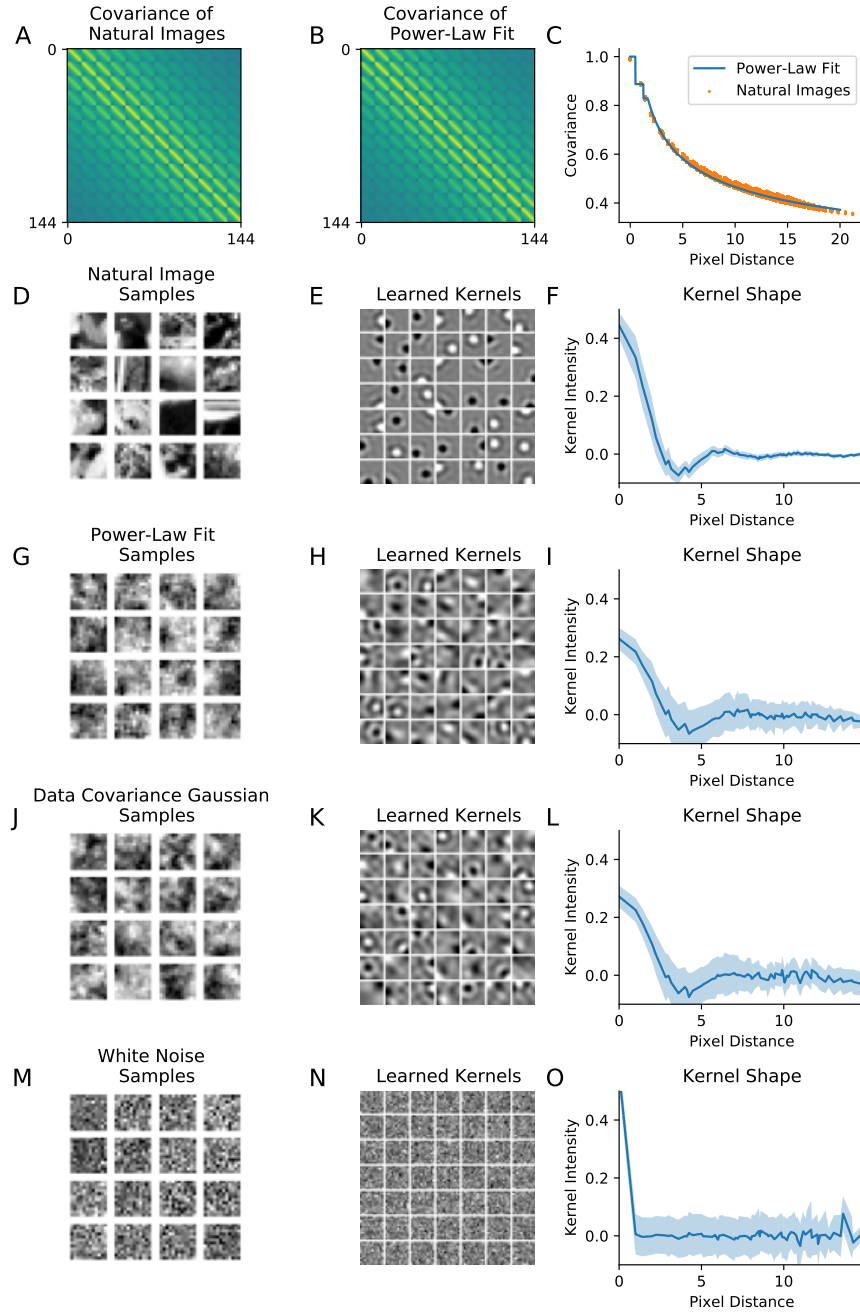 Covariance of
Natural Images
Covariance of
Power-Law Fit
A
B
C
0
144
0
144
0
144
0
144
1.0
0.8
0.6
0.4
Covariance
Power-Law Fit
Natural Images
0
5
10
15
20
Pixel Distance
Natural Image
Samples
D
E
Learned Kernels
F
Kernel Shape
0.4
0.2
0.0
Kernel Intensity
0
5
10
Pixel Distance
Power-Law Fit
Samples
G
H
Learned Kernels
I
Kernel Shape
0.4
0.2
0.0
Kernel Intensity
0
5
10
Pixel Distance
Data Covariance Gaussian
Samples
J
K
Learned Kernels
L
Kernel Shape
0.4
0.2
0.0
Kernel Intensity
0
5
10
Pixel Distance
White Noise
Samples
M
N
Learned Kernels
O
Kernel Shape
0.4
0.2
0.0
Kernel Intensity
0
5
10
Pixel Distance